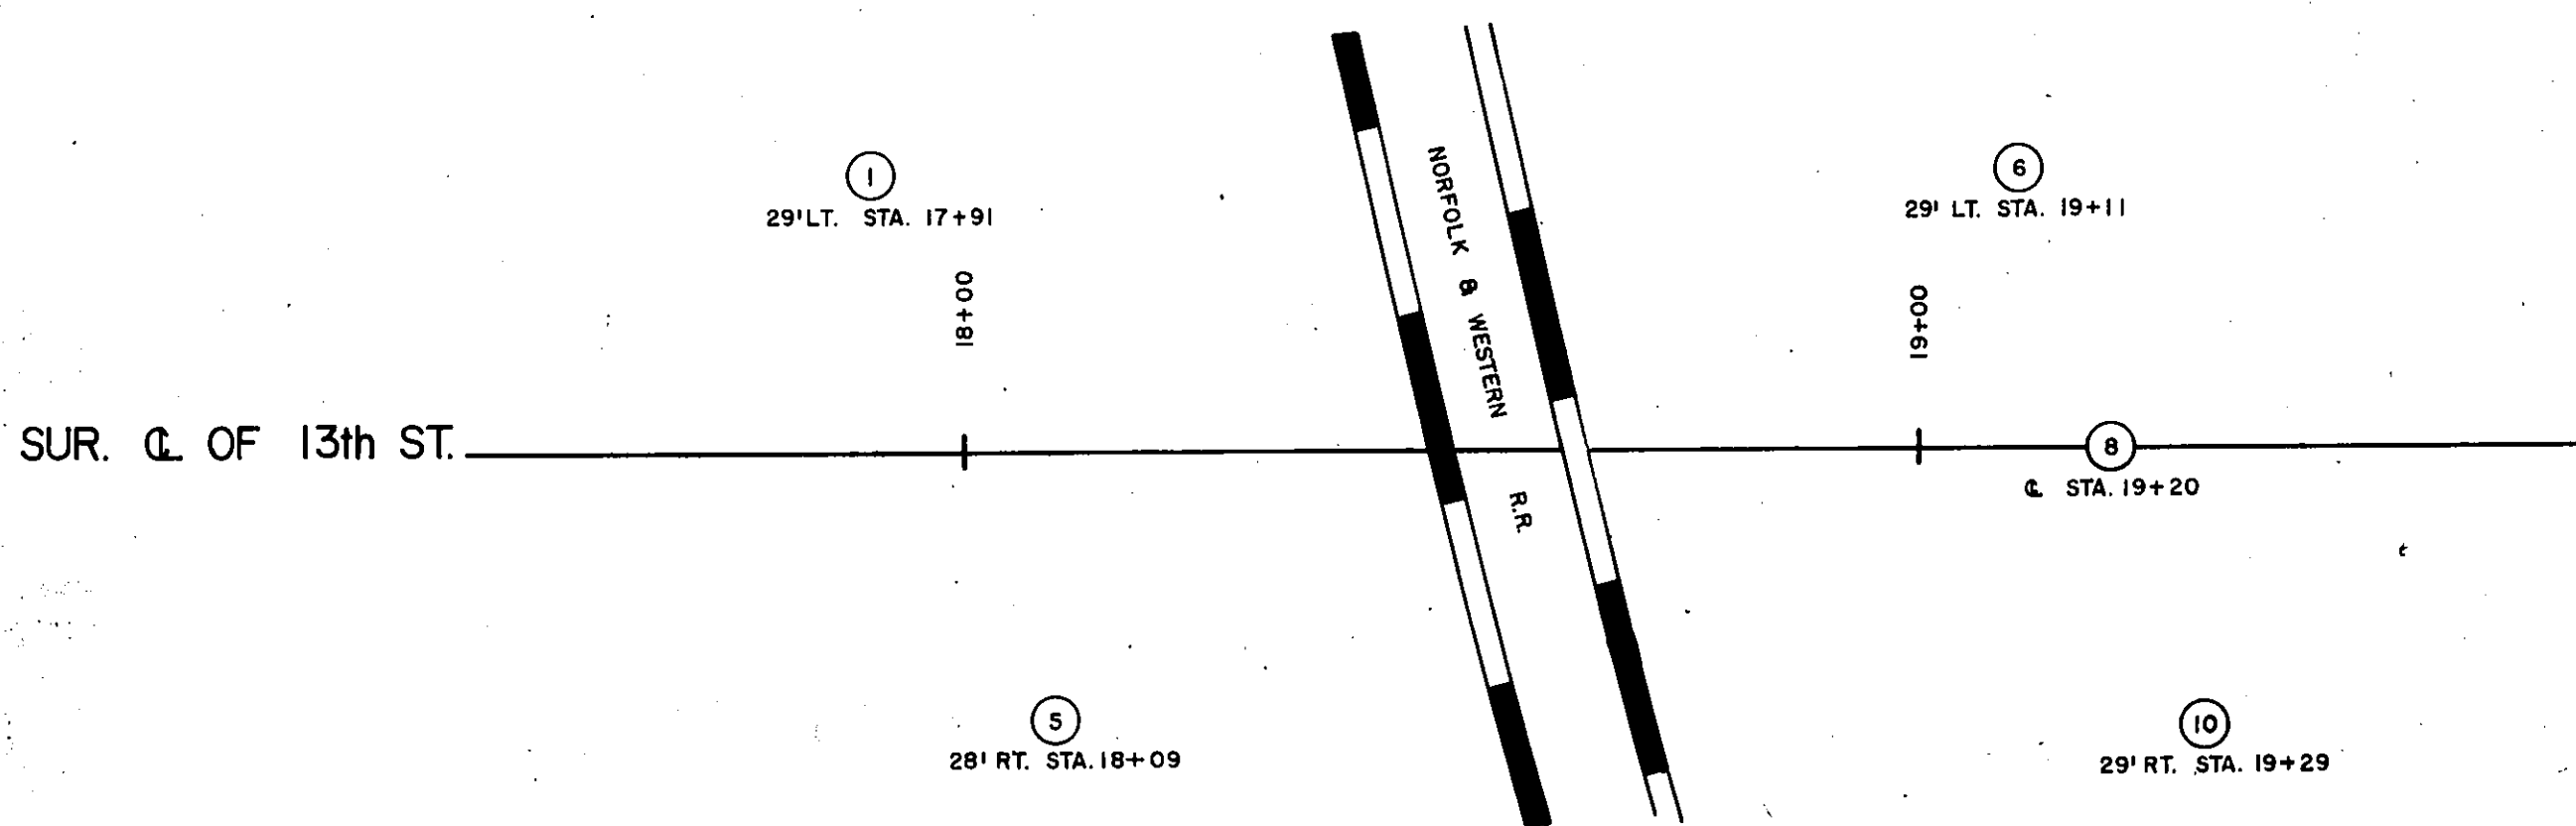 1
29' LT. STA. 17+91
6
29' LT. STA. 19+11
18+00
19+00
NORFOLK & WESTERN R.R.
SUR. ℄ OF 13th ST.
8
℄ STA. 19+20
5
28' RT. STA. 18+09
10
29' RT. STA. 19+29